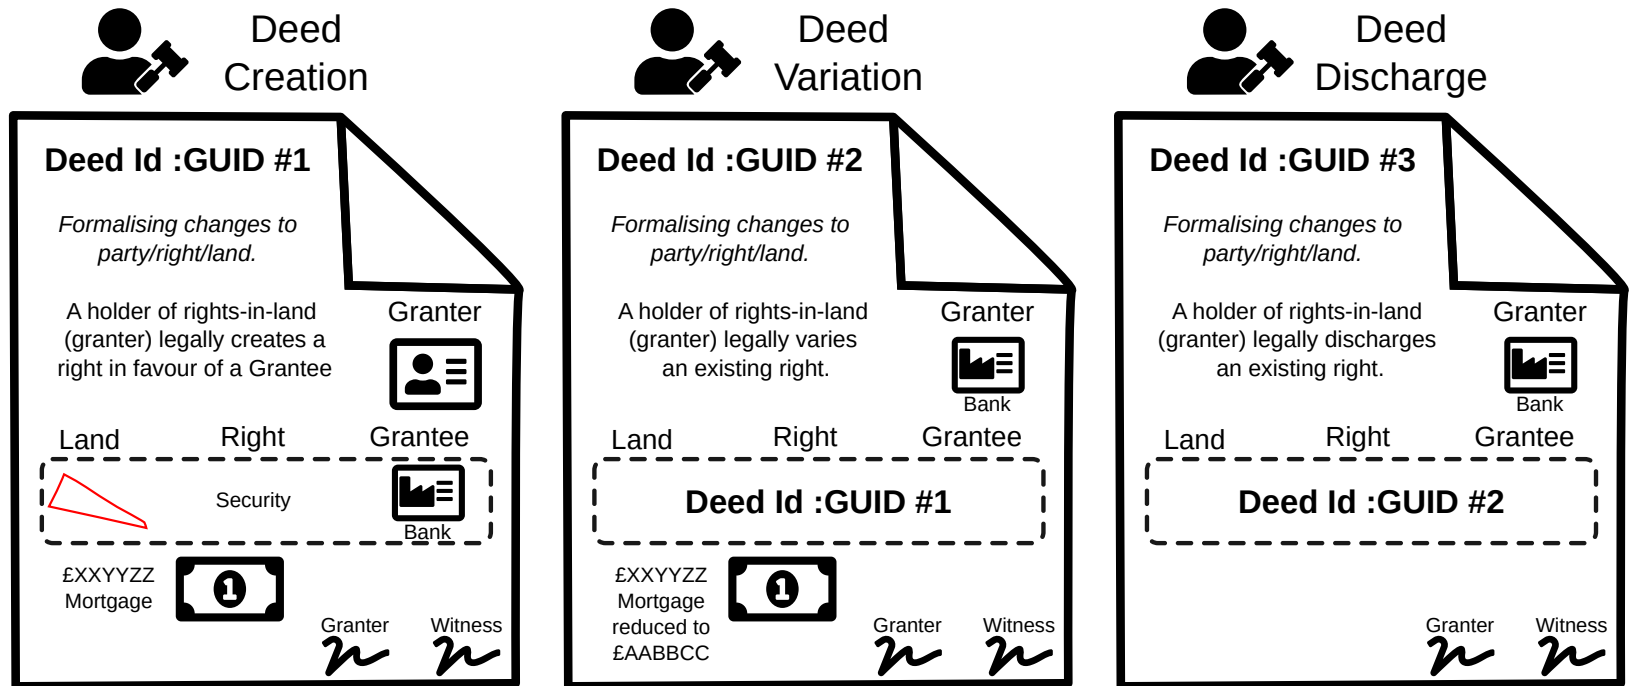 Deed
Creation
Deed Id :GUID #1
Formalising changes to
party/right/land.
A holder of rights-in-land
(granter) legally creates a
right in favour of a Grantee
Granter
Land
Right
Grantee
Security
Bank
£XXYYZZ
Mortgage
1
Granter
Witness
Deed
Variation
Deed Id :GUID #2
Formalising changes to
party/right/land.
A holder of rights-in-land
(granter) legally varies
an existing right.
Granter
Bank
Land
Right
Grantee
Deed Id :GUID #1
£XXYYZZ
Mortgage
reduced to
£AABBCC
1
Granter
Witness
Deed
Discharge
Deed Id :GUID #3
Formalising changes to
party/right/land.
A holder of rights-in-land
(granter) legally discharges
an existing right.
Granter
Bank
Land
Right
Grantee
Deed Id :GUID #2
Granter
Witness